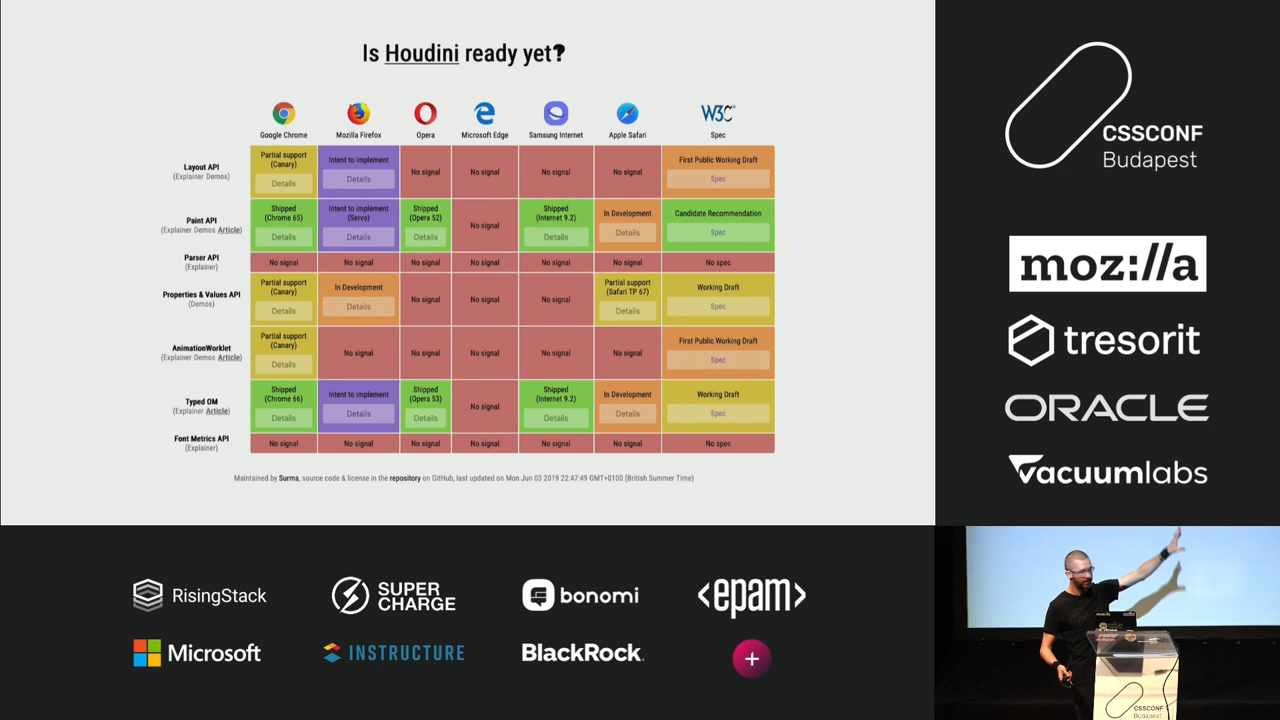 Is Houdini ready yet‽
Google Chrome Mozilla Firefox Opera Microsoft Edge Samsung Internet Apple Safari W3C Spec
Layout API
(Explainer Demos)
Partial support
(Canary)
Details
Intent to implement
Details
No signal
No signal
No signal
No signal
First Public Working Draft
Spec
Paint API
(Explainer Demos Article)
Shipped
(Chrome 65)
Details
Intent to implement
(Servo)
Details
Shipped
(Opera 52)
Details
No signal
Shipped
(Internet 9.2)
Details
In Development
Details
Candidate Recommendation
Spec
Parser API
(Explainer)
No signal
No signal
No signal
No signal
No signal
No signal
No spec
Properties & Values API
(Demos)
Partial support
(Canary)
Details
In Development
Details
No signal
No signal
No signal
Partial support
(Safari TP 67)
Details
Working Draft
Spec
AnimationWorklet
(Explainer Demos Article)
Partial support
(Canary)
Details
No signal
No signal
No signal
No signal
No signal
First Public Working Draft
Spec
Typed OM
(Explainer Article)
Shipped
(Chrome 66)
Details
Intent to implement
Details
Shipped
(Opera 53)
Details
No signal
Shipped
(Internet 9.2)
Details
In Development
Details
Working Draft
Spec
Font Metrics API
(Explainer)
No signal
No signal
No signal
No signal
No signal
No signal
No spec
Maintained by Surma, source code & license in the repository on GitHub, last updated on Mon Jun 03 2019 22:47:49 GMT+0100 (British Summer Time)
CSSCONF
Budapest
moz://a
tresorit
ORACLE
vacuumlabs
RisingStack
SUPER
CHARGE
bonomi
<epam>
Microsoft
INSTRUCTURE
BlackRock.
+
CSSCONF
Budapest